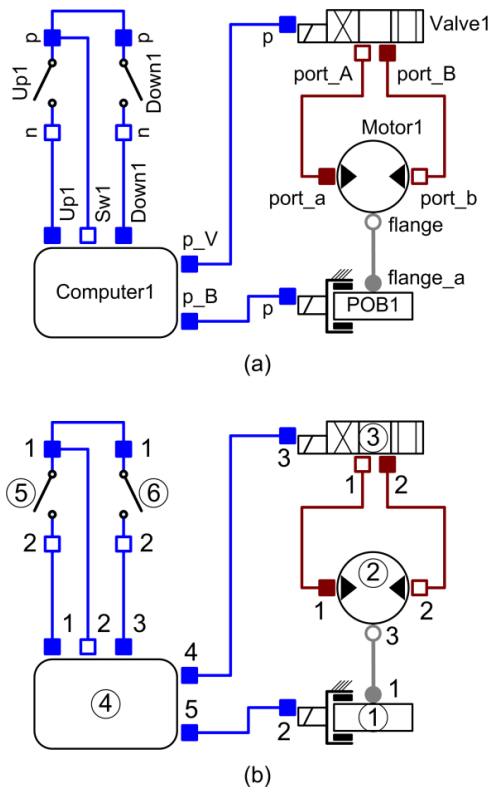 p
p
p
Valve1
Up1
Down1
port_A
port_B
n
n
Motor1
Up1
Sw1
Down1
port_a
port_b
p_V
flange
Computer1
flange_a
p_B
p
POB1
(a)
1
1
3
3
5
6
1
2
2
2
2
1
2
1
2
3
4
3
4
5
1
2
1
(b)